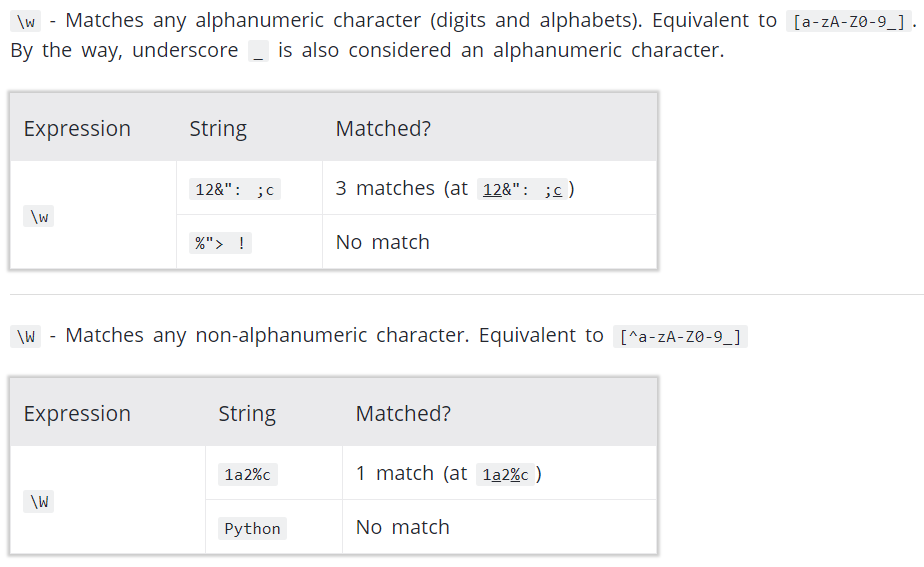 \w - Matches any alphanumeric character (digits and alphabets). Equivalent to [a-zA-Z0-9_] .
By the way, underscore _ is also considered an alphanumeric character.
Expression String Matched?
\w
12&": ;c 3 matches (at 12&": ;c )
%"> ! No match
\W - Matches any non-alphanumeric character. Equivalent to [^a-zA-Z0-9_]
Expression String Matched?
\W
1a2%c 1 match (at 1a2%c )
Python No match